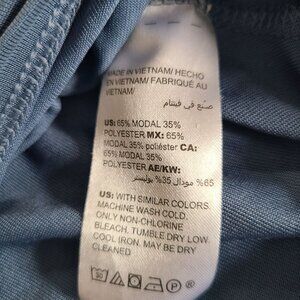 MADE IN VIETNAM/ HECHO
EN VIETNAM/ FABRIQUÉ AU
VIETNAM/
صنع في فيتنام
US: 65% MODAL 35%
POLYESTER MX: 65%
MODAL 35% poliéster CA:
65% MODAL 35%
POLYESTER AE/KW:
65% مودال 35% بوليستر
US: WITH SIMILAR COLORS.
MACHINE WASH COLD.
ONLY NON-CHLORINE
BLEACH. TUMBLE DRY LOW.
COOL IRON. MAY BE DRY
CLEANED